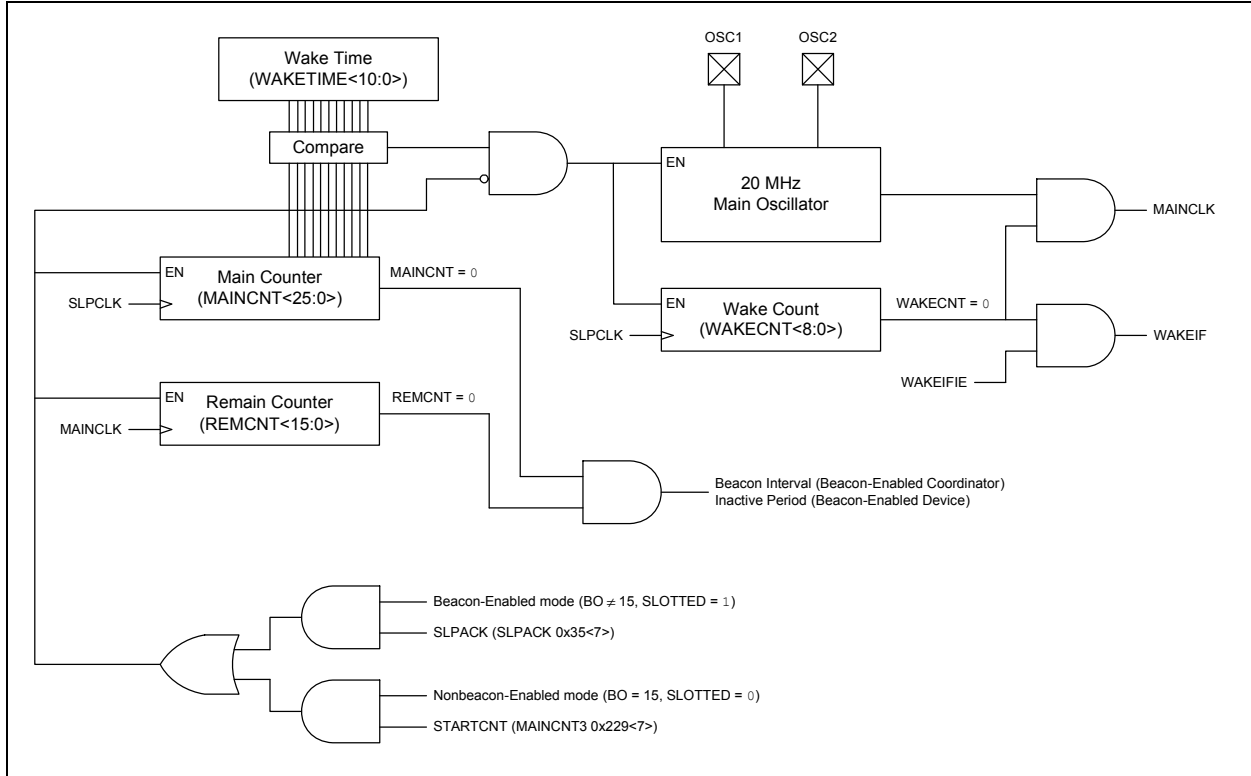 OSC1
OSC2
Wake Time
(WAKETIME<10:0>)
Compare
EN
20 MHz
Main Oscillator
MAINCLK
EN
Main Counter
(MAINCNT<25:0>)
MAINCNT = 0
SLPCLK
EN
Wake Count
(WAKECNT<8:0>)
WAKECNT = 0
SLPCLK
WAKEIF
WAKEIFIE
EN
Remain Counter
(REMCNT<15:0>)
REMCNT = 0
MAINCLK
Beacon Interval (Beacon-Enabled Coordinator)
Inactive Period (Beacon-Enabled Device)
Beacon-Enabled mode (BO ≠ 15, SLOTTED = 1)
SLPACK (SLPACK 0x35<7>)
Nonbeacon-Enabled mode (BO = 15, SLOTTED = 0)
STARTCNT (MAINCNT3 0x229<7>)